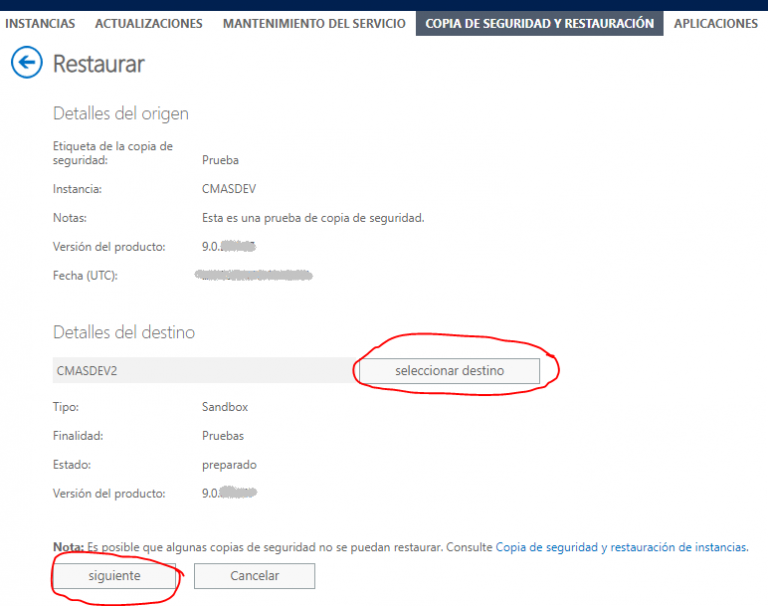 INSTANCIAS ACTUALIZACIONES MANTENIMIENTO DEL SERVICIO COPIA DE SEGURIDAD Y RESTAURACIÓN APLICACIONES
Restaurar
Detalles del origen
Etiqueta de la copia de
seguridad: Prueba
Instancia: CMASDEV
Notas: Esta es una prueba de copia de seguridad.
Versión del producto: 9.0.
Fecha (UTC):
Detalles del destino
CMASDEV2 seleccionar destino
Tipo: Sandbox
Finalidad: Pruebas
Estado: preparado
Versión del producto: 9.0.
Nota: Es posible que algunas copias de seguridad no se puedan restaurar. Consulte Copia de seguridad y restauración de instancias.
siguiente Cancelar